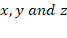 x, y and z